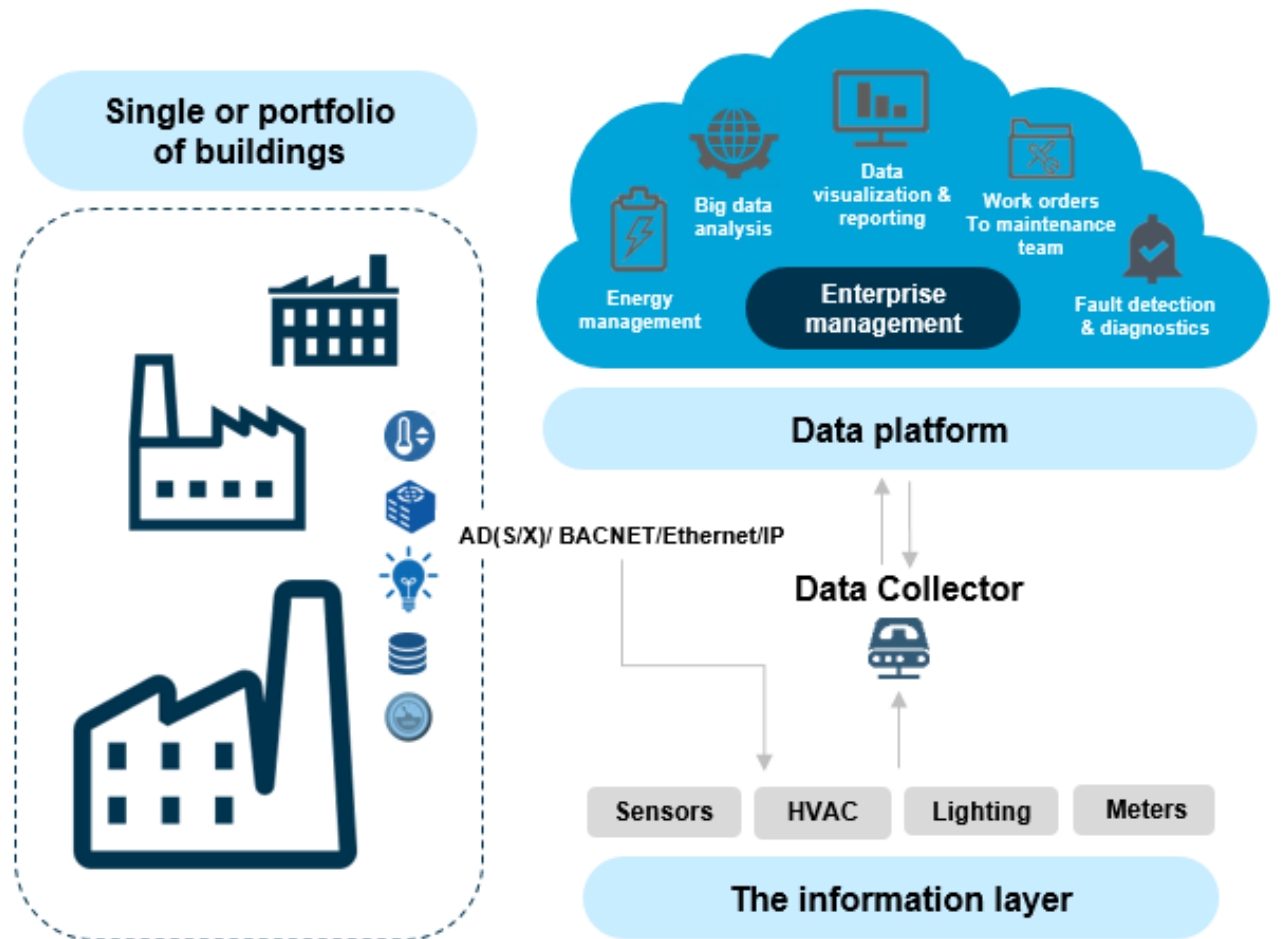 Single or portfolio
of buildings
Big data
analysis
Data
visualization &
reporting
Work orders
To maintenance
team
Energy
management
Enterprise
management
Fault detection
& diagnostics
Data platform
AD(S/X)/ BACNET/Ethernet/IP
Data Collector
Sensors
HVAC
Lighting
Meters
The information layer